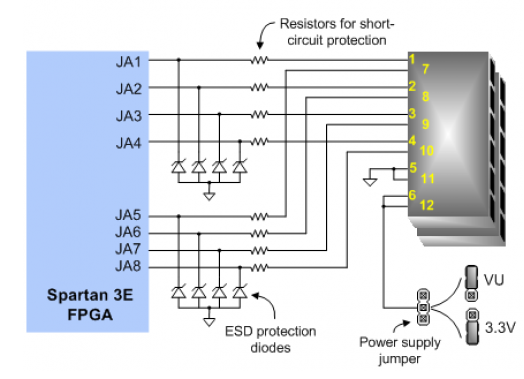 Resistors for short-
circuit protection
JA1
JA2
JA3
JA4
JA5
JA6
JA7
JA8
Spartan 3E
FPGA
1
7
2
8
3
9
4
10
5
11
6
12
ESD protection
diodes
Power supply
jumper
VU
3.3V